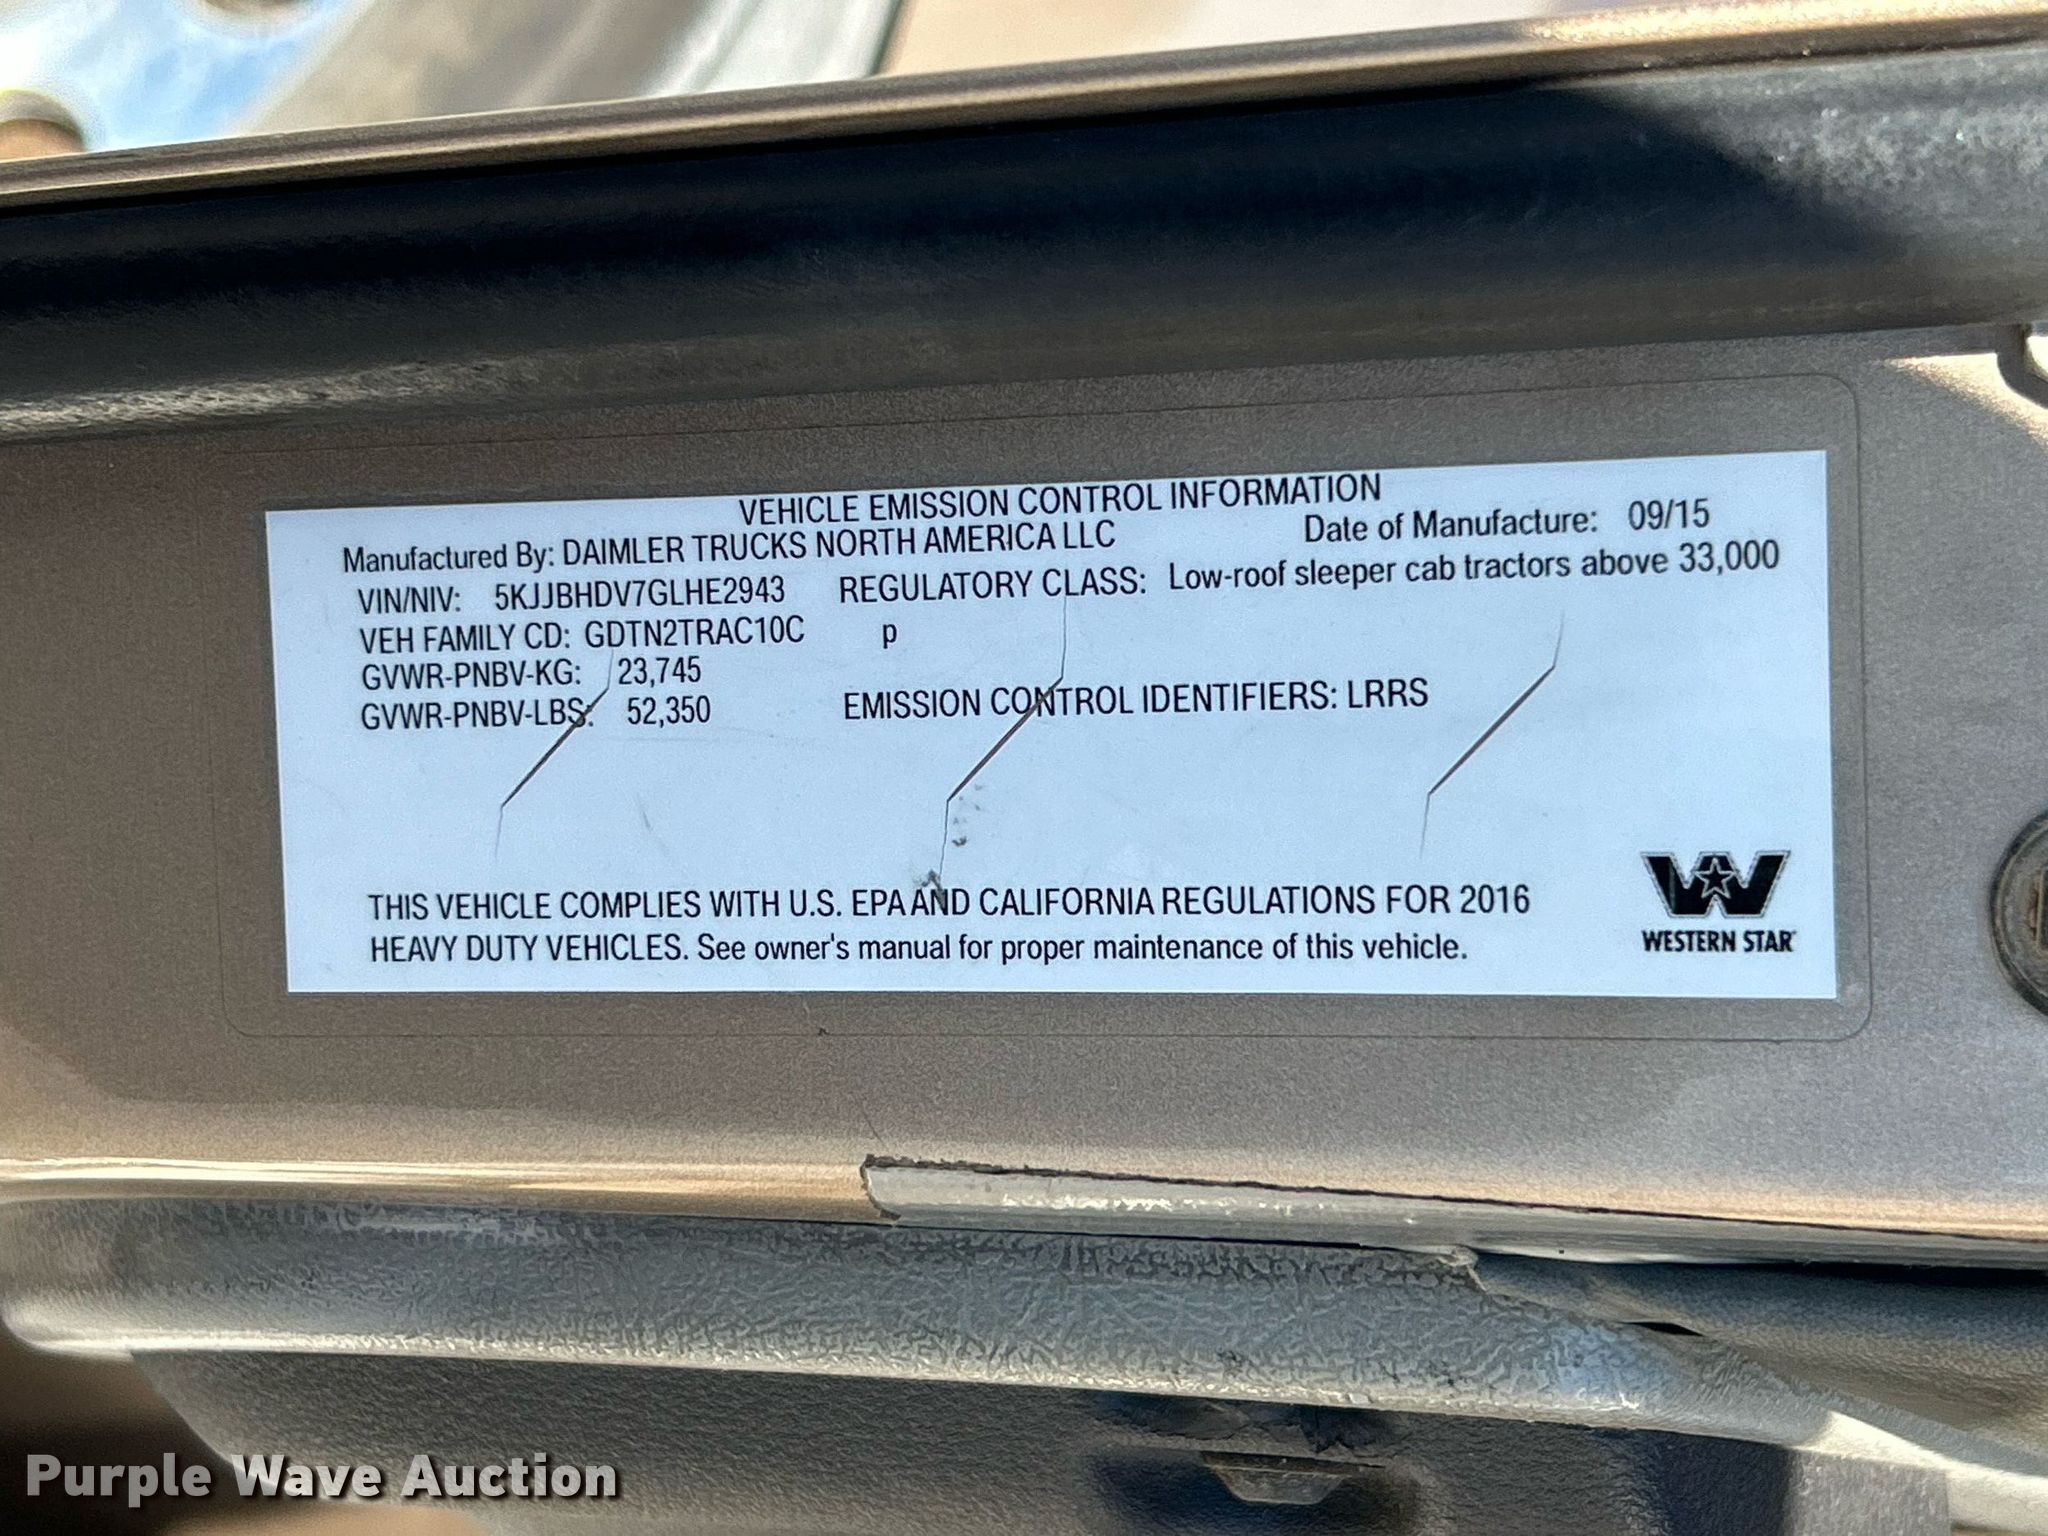 VEHICLE EMISSION CONTROL INFORMATION
Manufactured By: DAIMLER TRUCKS NORTH AMERICA LLC Date of Manufacture: 09/15
VIN/NIV: 5KJJBHDV7GLHE2943 REGULATORY CLASS: Low-roof sleeper cab tractors above 33,000
VEH FAMILY CD: GDTN2TRAC10C p
GVWR-PNBV-KG: 23,745
GVWR-PNBV-LBS: 52,350 EMISSION CONTROL IDENTIFIERS: LRRS
THIS VEHICLE COMPLIES WITH U.S. EPA AND CALIFORNIA REGULATIONS FOR 2016
HEAVY DUTY VEHICLES. See owner's manual for proper maintenance of this vehicle.
WESTERN STAR
Purple Wave Auction